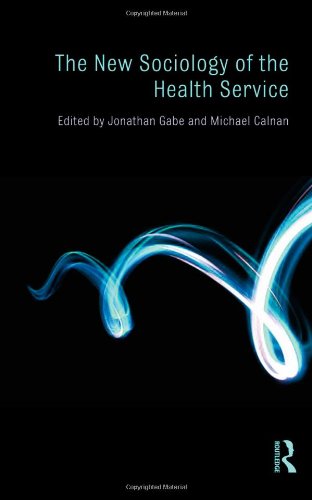 The New Sociology of the
Health Service
Edited by Jonathan Gabe and Michael Calnan
ROUTLEDGE